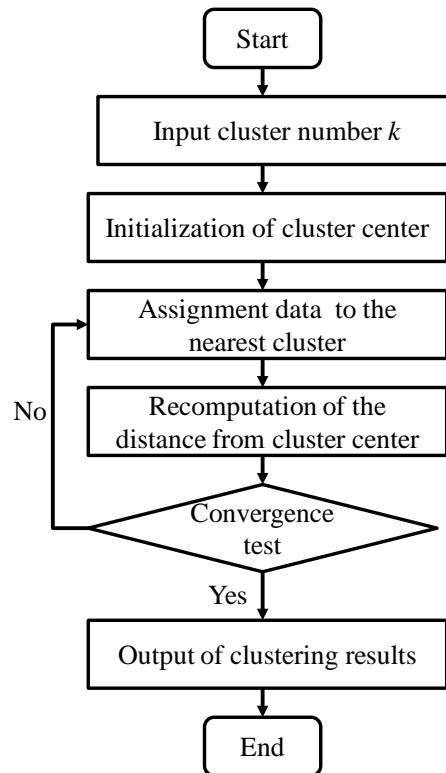 Start
Input cluster number k
Initialization of cluster center
Assignment data to the
nearest cluster
No
Recomputation of the
distance from cluster center
Convergence
test
Yes
Output of clustering results
End